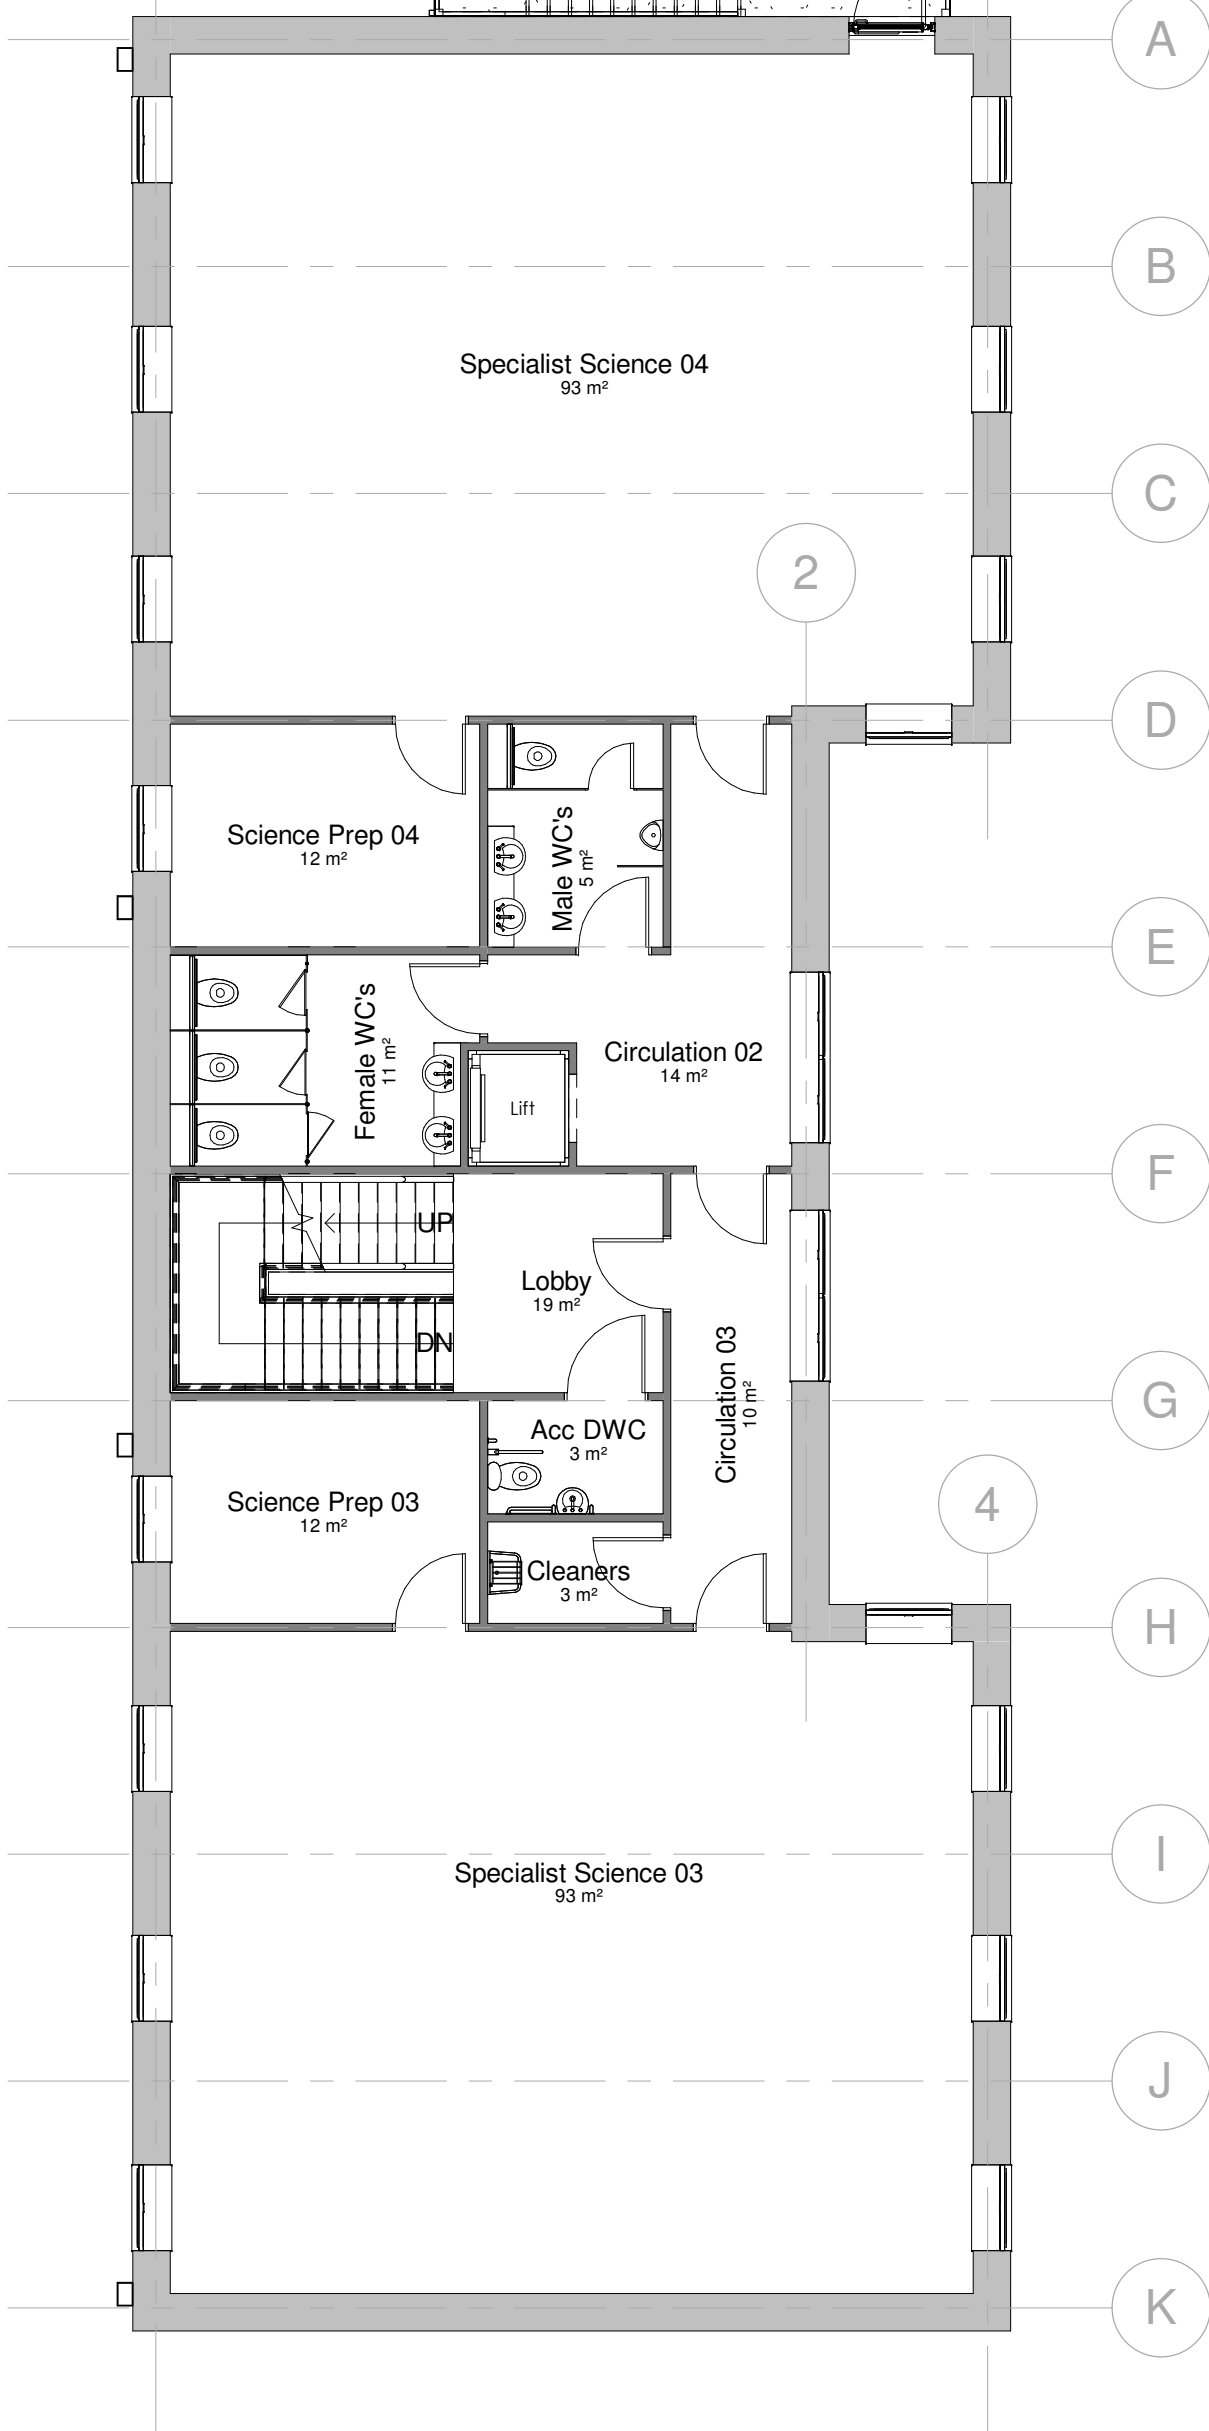 A
B
Specialist Science 04
93 m²
C
2
D
Science Prep 04
12 m²
Male WC's
5 m²
E
Female WC's
11 m²
Circulation 02
14 m²
Lift
F
UP
Lobby
19 m²
DN
Circulation 03
10 m²
G
Acc DWC
3 m²
Science Prep 03
12 m²
4
Cleaners
3 m²
H
I
Specialist Science 03
93 m²
J
K